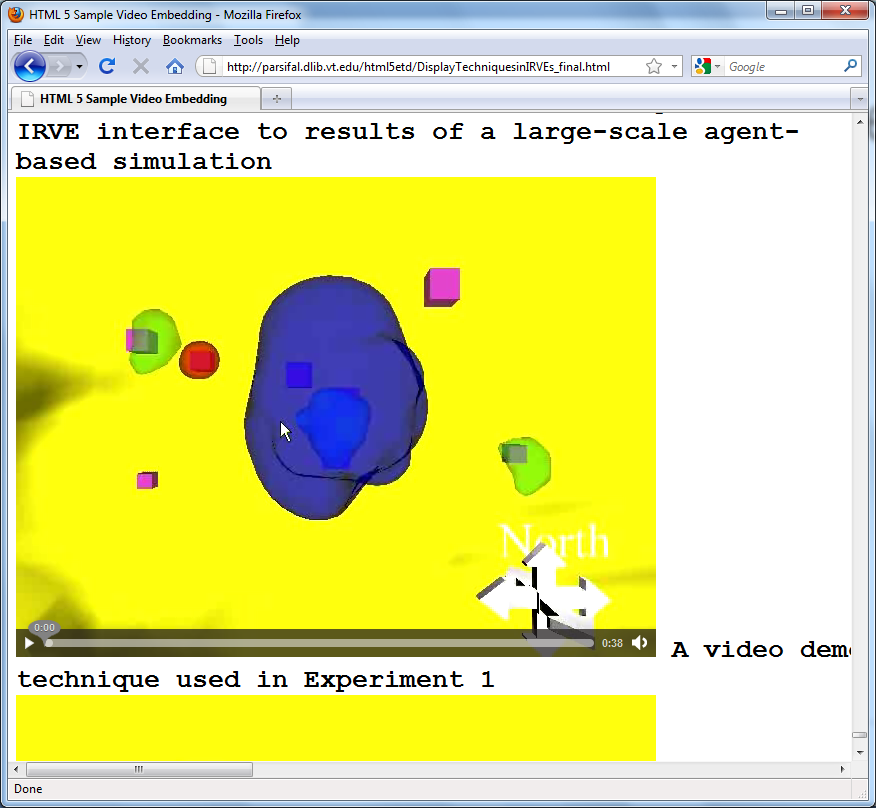 HTML 5 Sample Video Embedding - Mozilla Firefox
File Edit View History Bookmarks Tools Help
http://parsifal.dlib.vt.edu/html5etd/DisplayTechniquesinIRVEs_final.html
Google
HTML 5 Sample Video Embedding
IRVE interface to results of a large-scale agent-
based simulation
North
0:00
0:38
A video demo
technique used in Experiment 1
Done